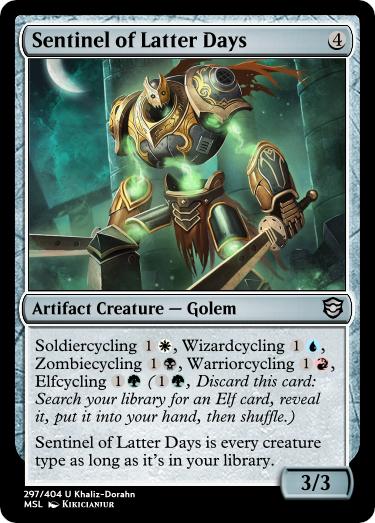 Sentinel of Latter Days 4
Artifact Creature — Golem
Soldiercycling 1, Wizardcycling 1,
Zombiecycling 1, Warriorcycling 1,
Elfcycling 1 (1, Discard this card:
Search your library for an Elf card, reveal
it, put it into your hand, then shuffle.)
Sentinel of Latter Days is every creature
type as long as it's in your library.
3/3
297/404 U Khaliz-Dorahn
MSL Kikicianjur